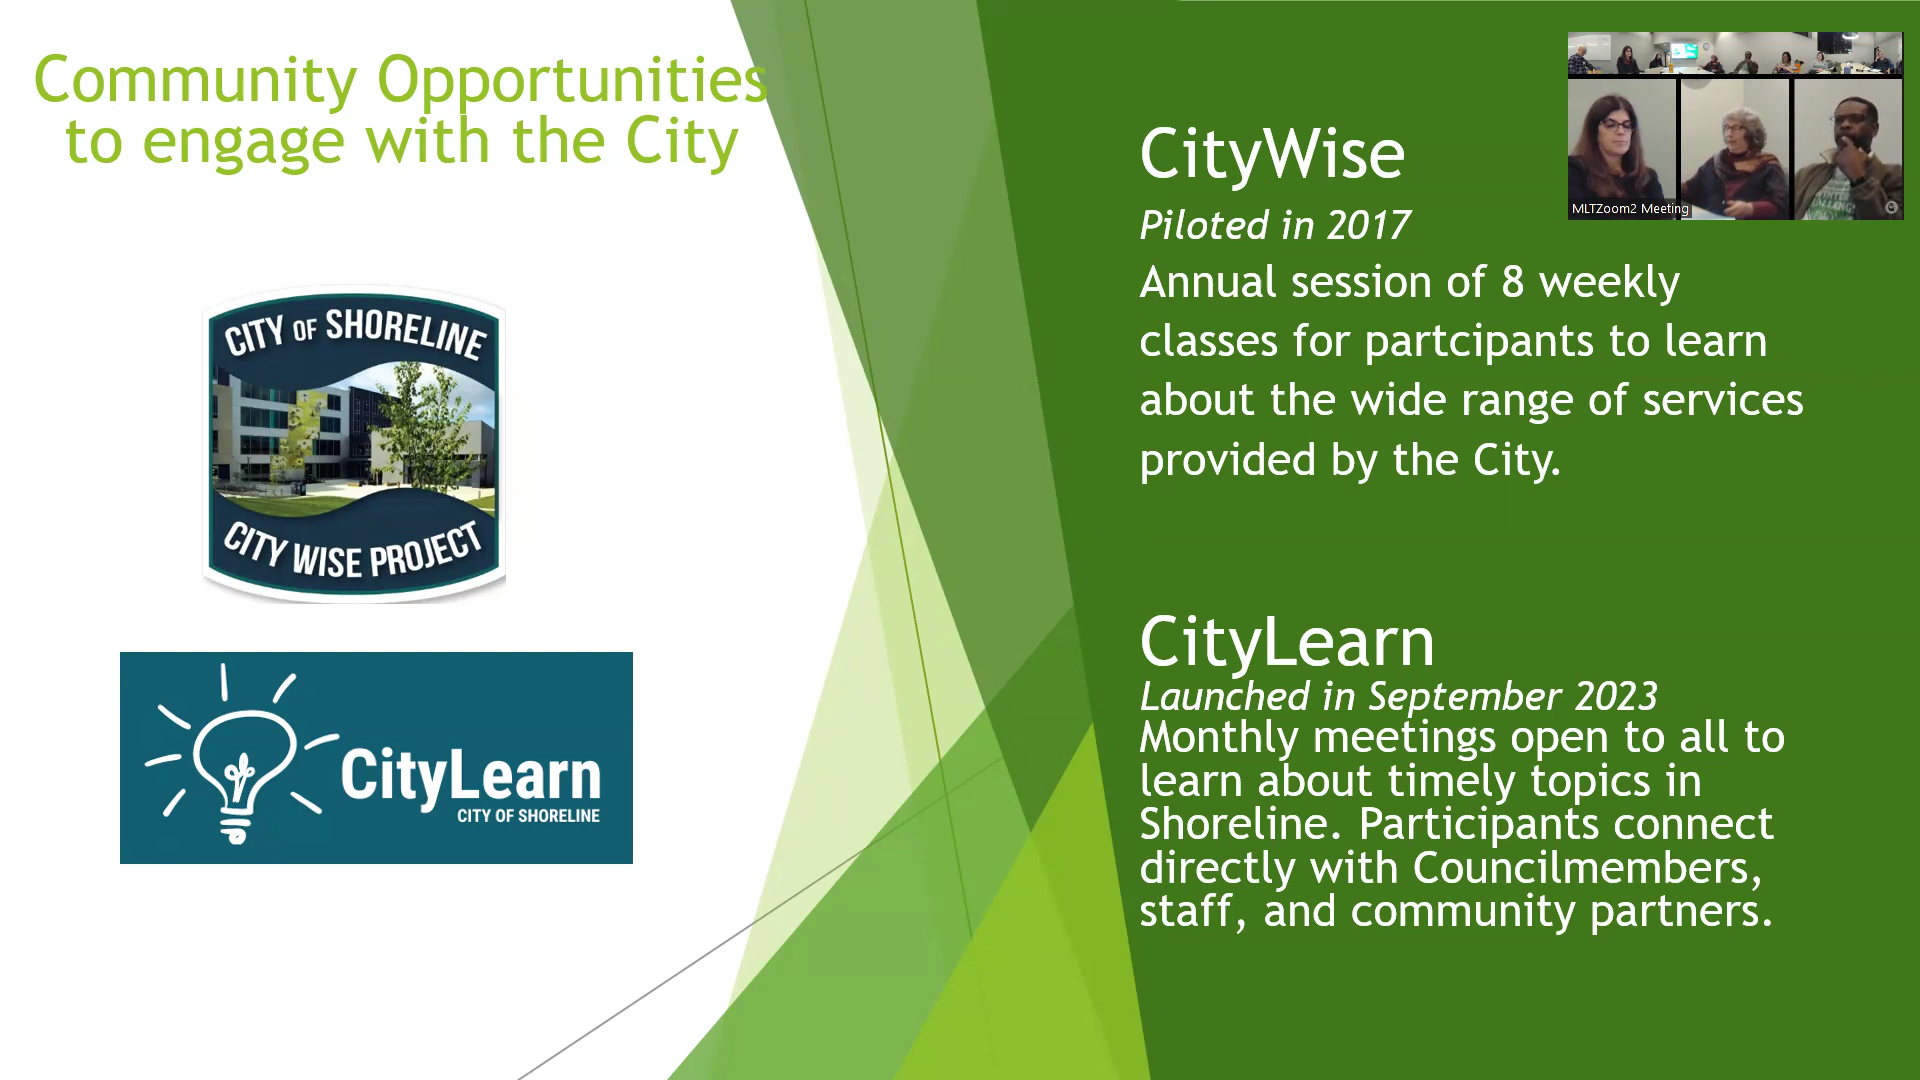 Community Opportunities
to engage with the City
CITY OF SHORELINE
CITY WISE PROJECT
CityLearn
CITY OF SHORELINE
CityWise
Piloted in 2017
Annual session of 8 weekly
classes for partcipants to learn
about the wide range of services
provided by the City.
CityLearn
Launched in September 2023
Monthly meetings open to all to
learn about timely topics in
Shoreline. Participants connect
directly with Councilmembers,
staff, and community partners.
MLTZoom2 Meeting